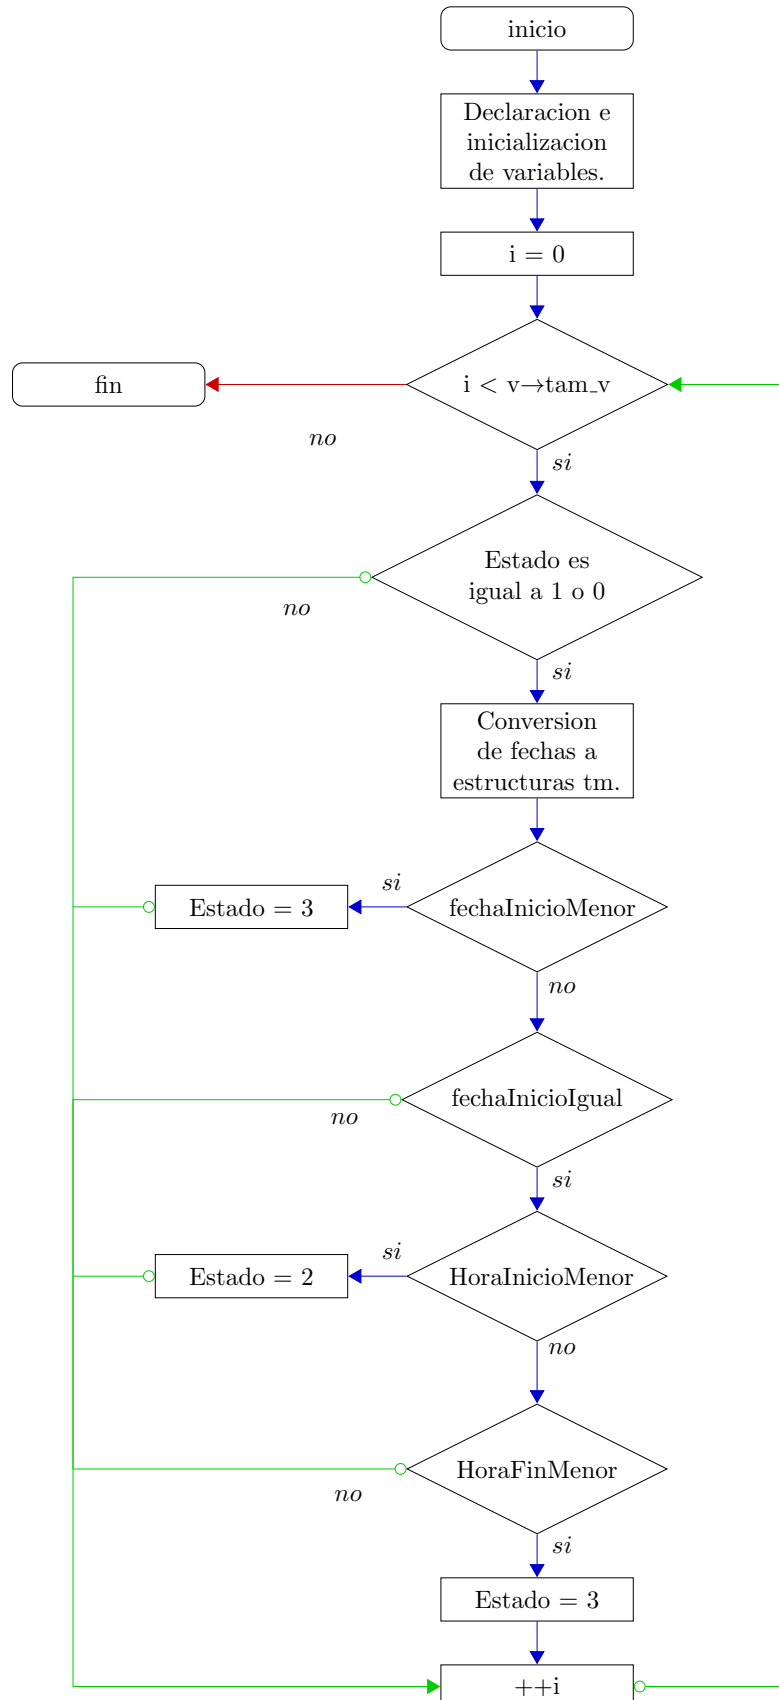 inicio
Declaracion e
inicializacion
de variables.
i = 0
fin
i < v→tam_v
no
si
Estado es
igual a 1 o 0
no
si
Conversion
de fechas a
estructuras tm.
si
Estado = 3
fechaInicioMenor
no
fechaInicioIgual
no
si
si
Estado = 2
HoraInicioMenor
no
HoraFinMenor
no
si
Estado = 3
++i